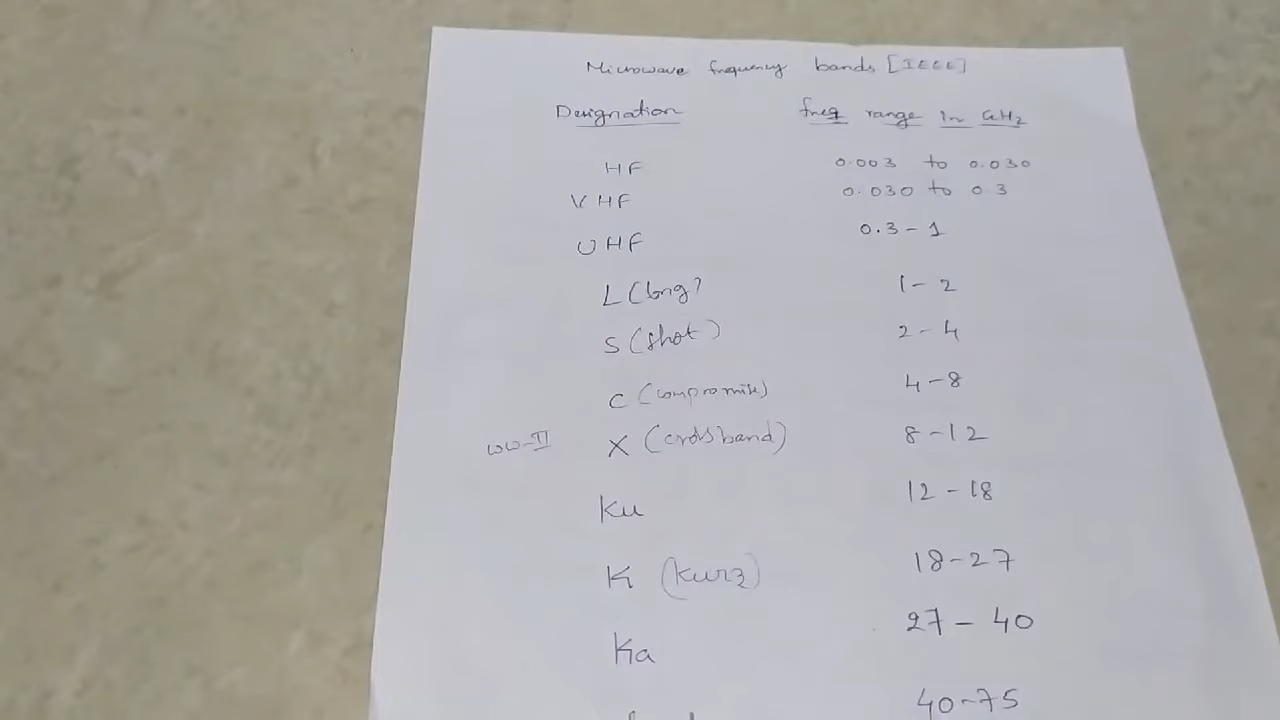 Microwave frequency bands [IEEE]
Designation freq range in GHz
HF 0.003 to 0.030
VHF 0.030 to 0.3
UHF 0.3 - 1
L (long) 1 - 2
S (shot) 2 - 4
C (compromise) 4 - 8
WW-II X (crossband) 8 - 12
Ku 12 - 18
K (Kurz) 18 - 27
Ka 27 - 40
40 - 75